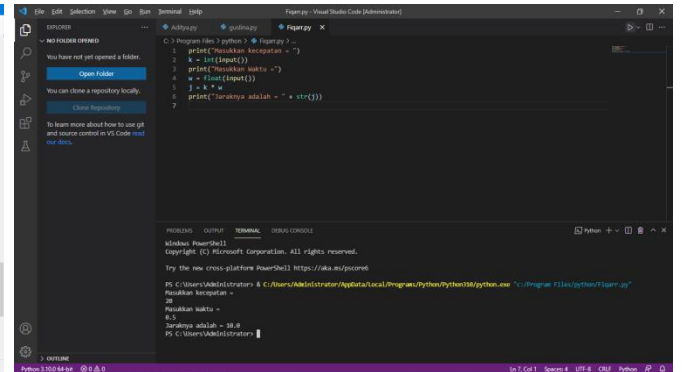 File Edit Selection View Go Run Terminal Help
Fiqarr.py - Visual Studio Code [Administrator]
EXPLORER
Aditya.py
guslina.py
Fiqarr.py
NO FOLDER OPENED
C: > Program Files > python > Fiqarr.py > ...
You have not yet opened a folder.
Open Folder
You can clone a repository locally.
Clone Repository
To learn more about how to use git
and source control in VS Code read
our docs.
1 print("Masukkan kecepatan = ")
2 k = int(input())
3 print("Masukkan Waktu =")
4 w = float(input())
5 j = k * w
6 print("Jaraknya adalah = " + str(j))
7
PROBLEMS OUTPUT TERMINAL DEBUG CONSOLE
Python
Windows PowerShell
Copyright (C) Microsoft Corporation. All rights reserved.
Try the new cross-platform PowerShell https://aka.ms/pscore6
PS C:\Users\Administrator> & C:/Users/Administrator/AppData/Local/Programs/Python/Python310/python.exe "c:/Program Files/python/Fiqarr.py"
Masukkan kecepatan =
20
Masukkan Waktu =
0.5
Jaraknya adalah = 10.0
PS C:\Users\Administrator>
OUTLINE
Python 3.10.0 64-bit 0 0
Ln 7, Col 1 Spaces: 4 UTF-8 CRLF Python